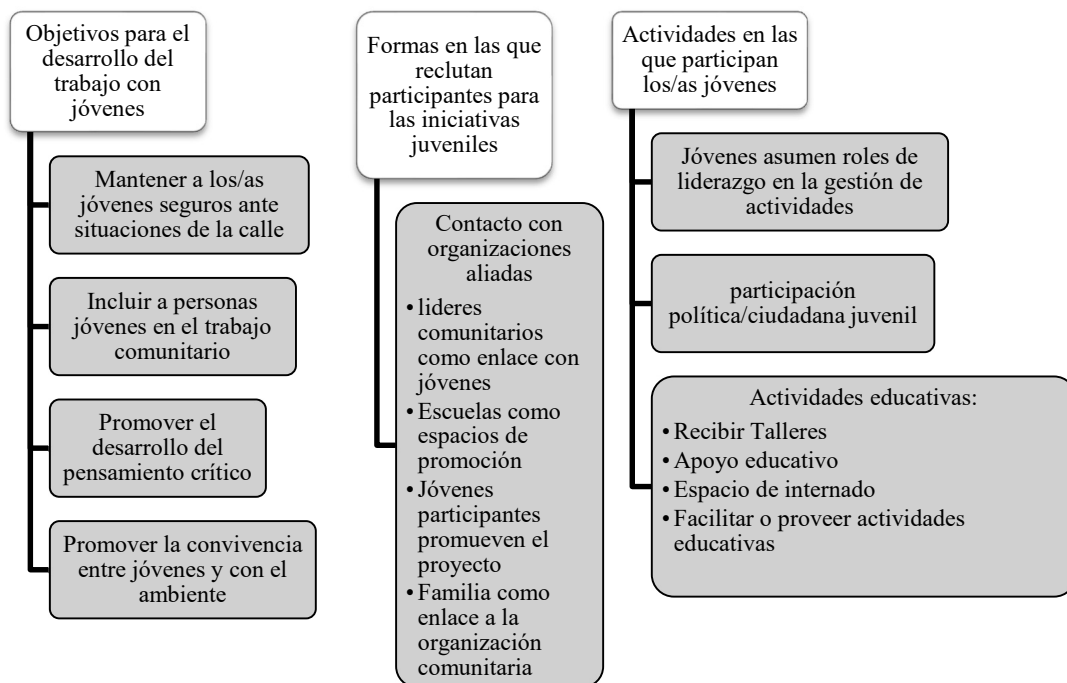 Objetivos para el
desarrollo del
trabajo con
jóvenes
Mantener a los/as
jóvenes seguros ante
situaciones de la calle
Incluir a personas
jóvenes en el trabajo
comunitario
Promover el
desarrollo del
pensamiento crítico
Promover la convivencia
entre jóvenes y con el
ambiente
Formas en las que
reclutan
participantes para
las iniciativas
juveniles
Contacto con
organizaciones
aliadas
• lideres
comunitarios
como enlace con
jóvenes
• Escuelas como
espacios de
promoción
• Jóvenes
participantes
promueven el
proyecto
• Familia como
enlace a la
organización
comunitaria
Actividades en las
que participan
los/as jóvenes
Jóvenes asumen roles de
liderazgo en la gestión de
actividades
participación
política/ciudadana juvenil
Actividades educativas:
• Recibir Talleres
• Apoyo educativo
• Espacio de internado
• Facilitar o proveer actividades
educativas